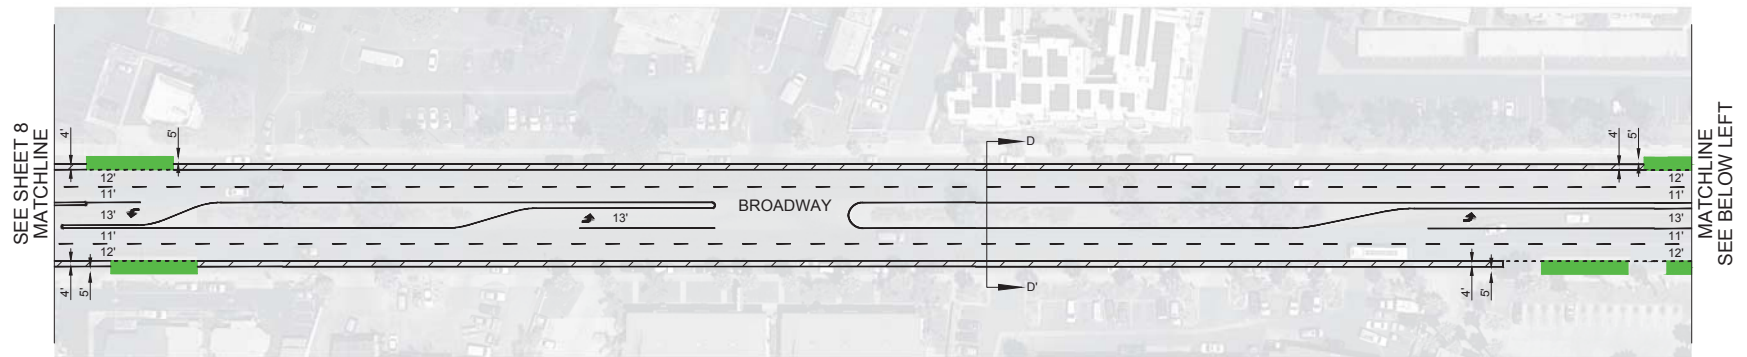 SEE SHEET 8
MATCHLINE
4'
5'
12'
11'
13'
11'
12'
4'
5'
13'
BROADWAY
D
D'
4'
5'
12'
11'
13'
11'
12'
4'
5'
MATCHLINE
SEE BELOW LEFT